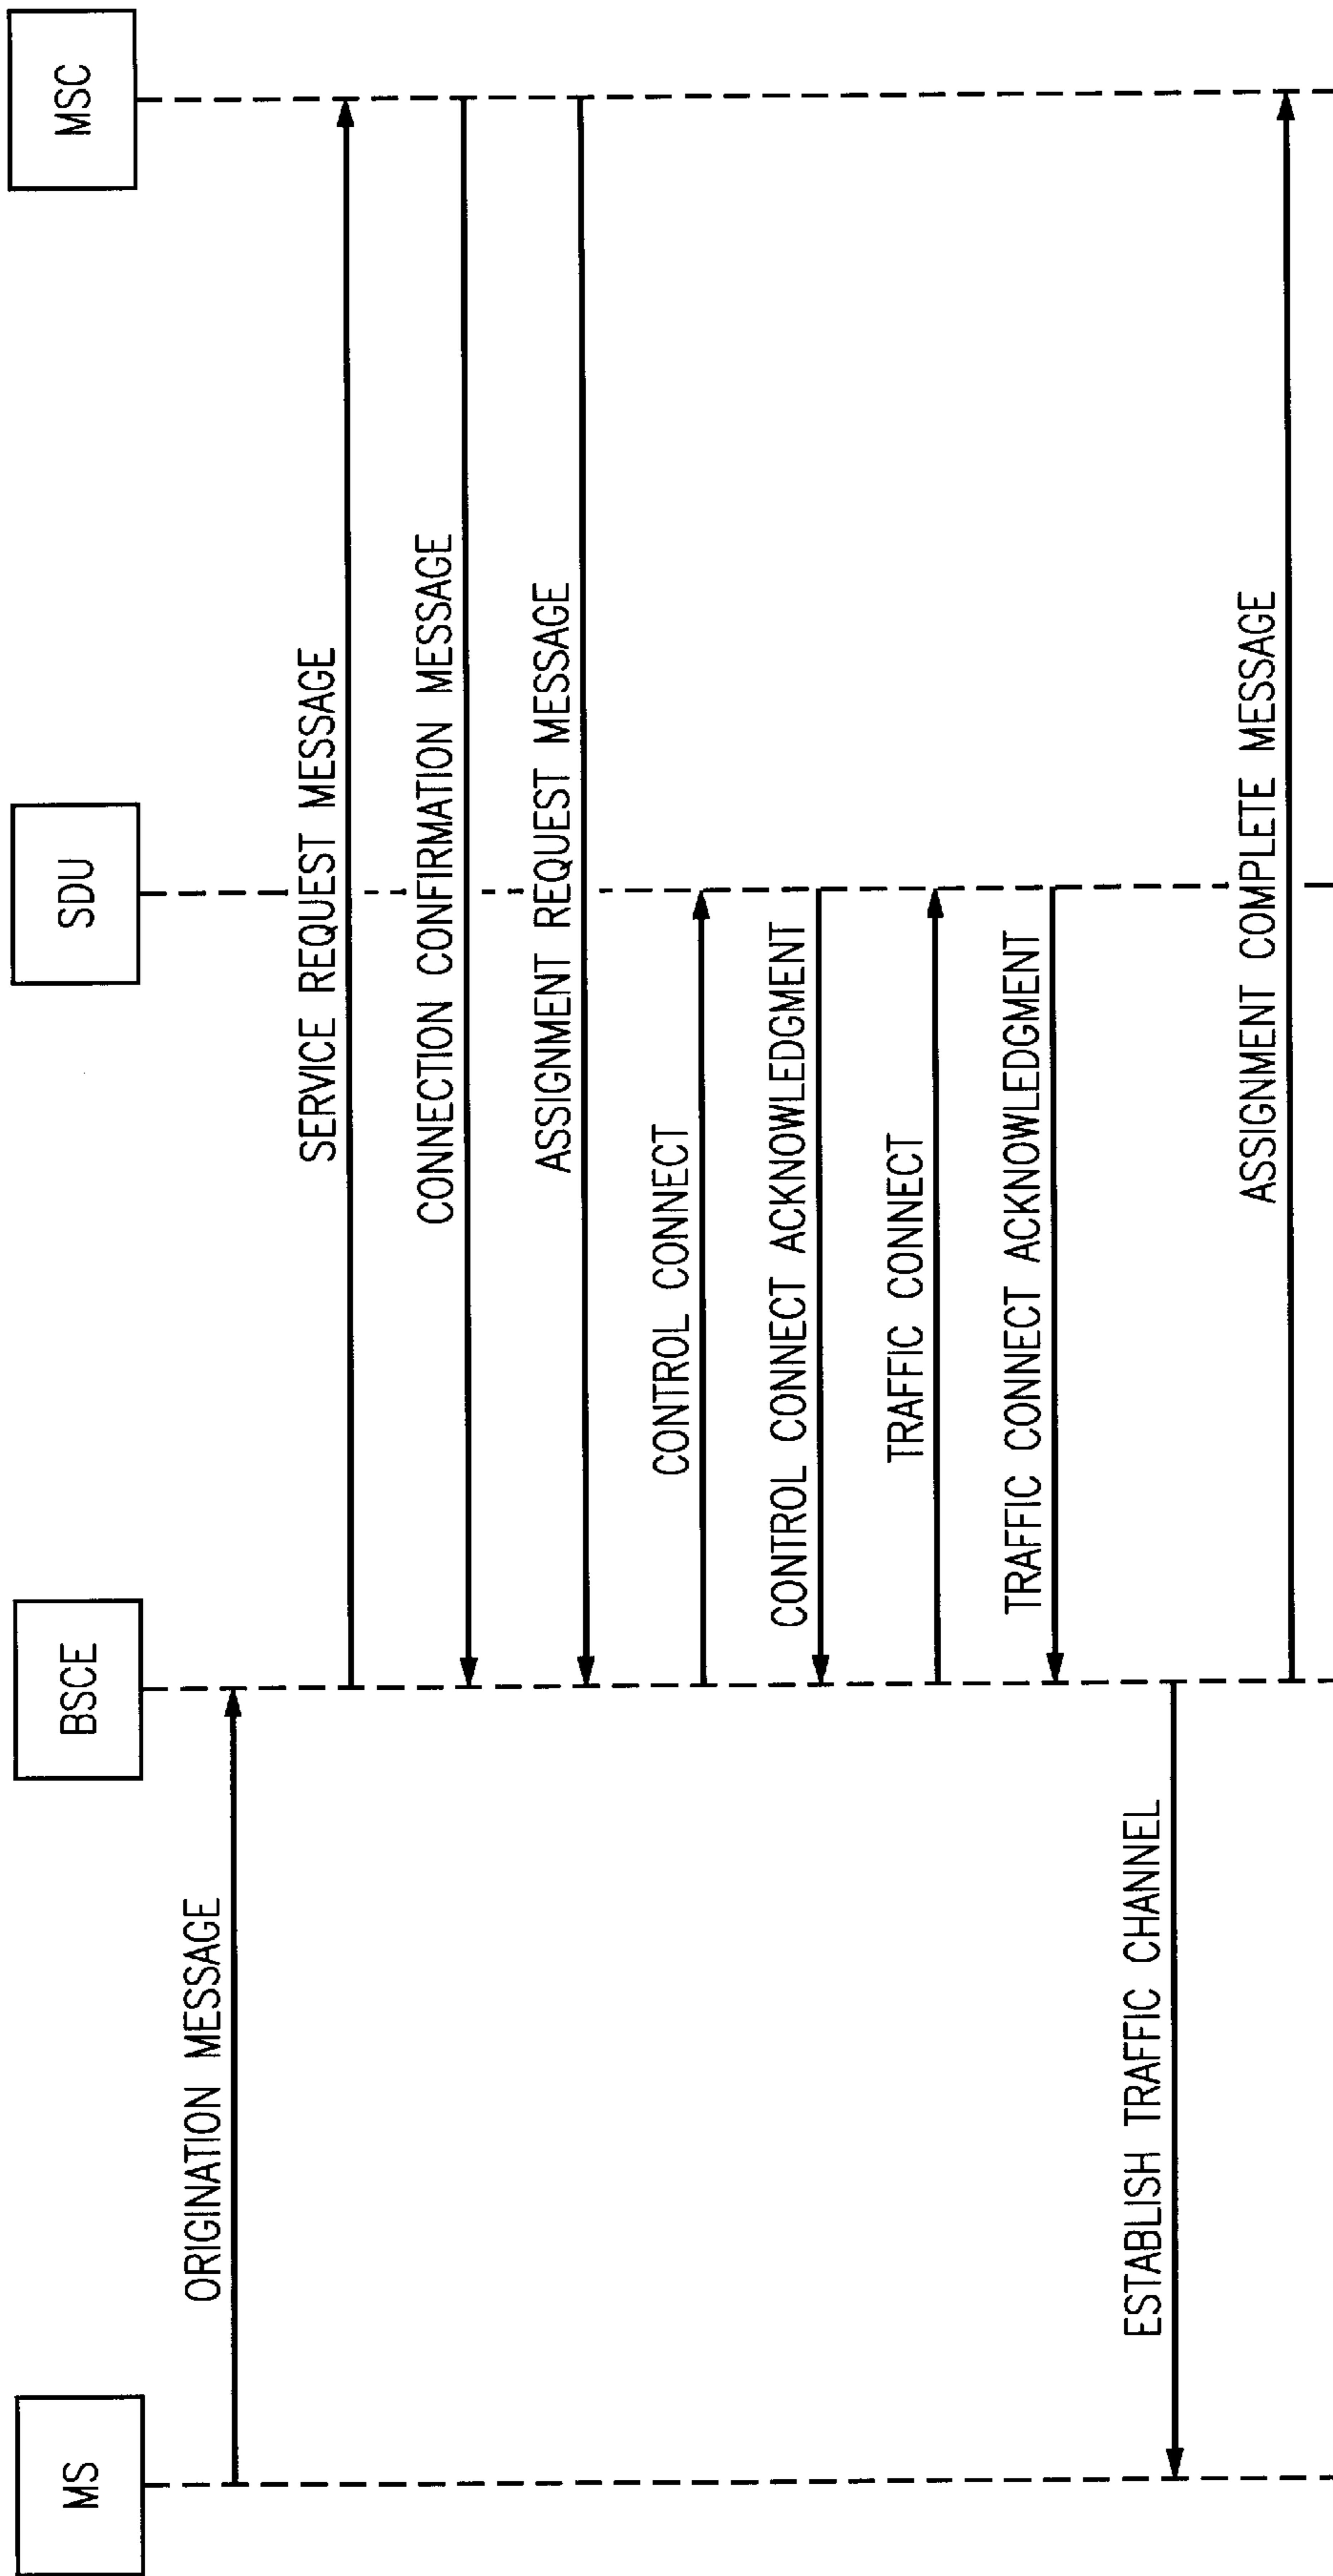 MS
BSCE
SDU
MSC
ORIGINATION MESSAGE
SERVICE REQUEST MESSAGE
CONNECTION CONFIRMATION MESSAGE
ASSIGNMENT REQUEST MESSAGE
CONTROL CONNECT
CONTROL CONNECT ACKNOWLEDGMENT
TRAFFIC CONNECT
TRAFFIC CONNECT ACKNOWLEDGMENT
ESTABLISH TRAFFIC CHANNEL
ASSIGNMENT COMPLETE MESSAGE